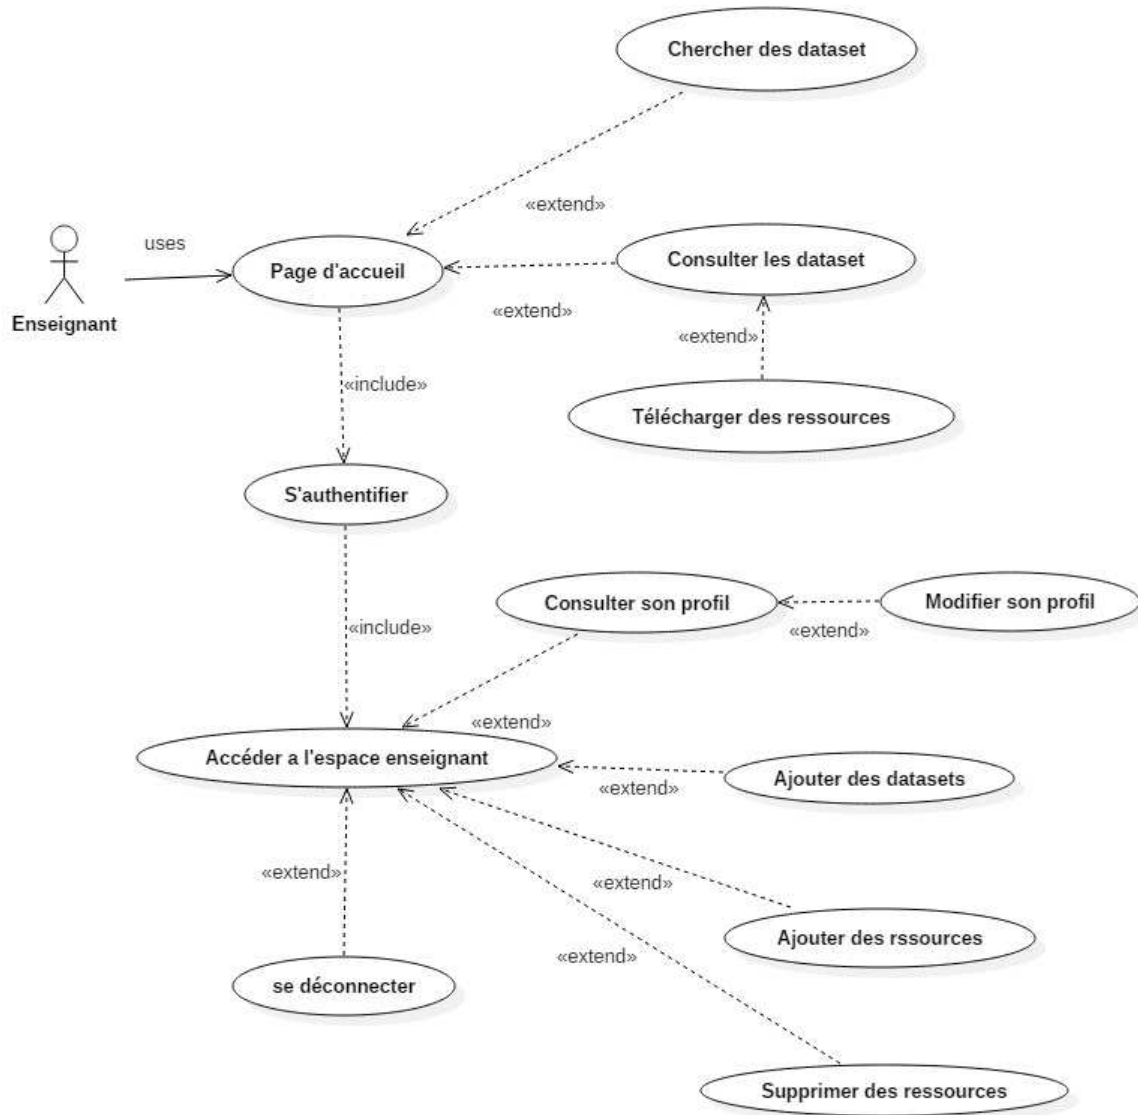 Chercher des dataset
«extend»
uses
Page d'accueil
Consulter les dataset
Enseignant
«extend»
«extend»
«include»
Télécharger des ressources
S'authentifier
Consulter son profil
Modifier son profil
«include»
«extend»
«extend»
Accéder a l'espace enseignant
Ajouter des datasets
«extend»
«extend»
«extend»
Ajouter des rssources
«extend»
se déconnecter
Supprimer des ressources